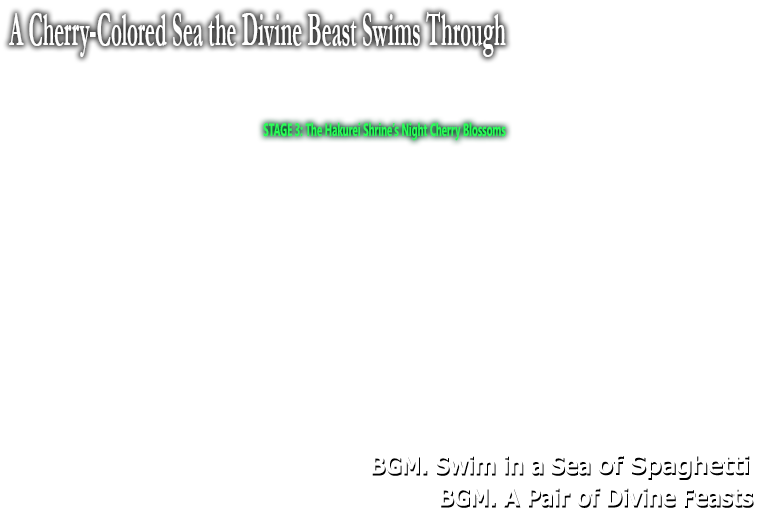 A Cherry-Colored Sea the Divine Beast Swims Through
STAGE 3: The Hakurei Shrine's Night Cherry Blossoms
BGM. Swim in a Sea of Spaghetti
BGM. A Pair of Divine Feasts